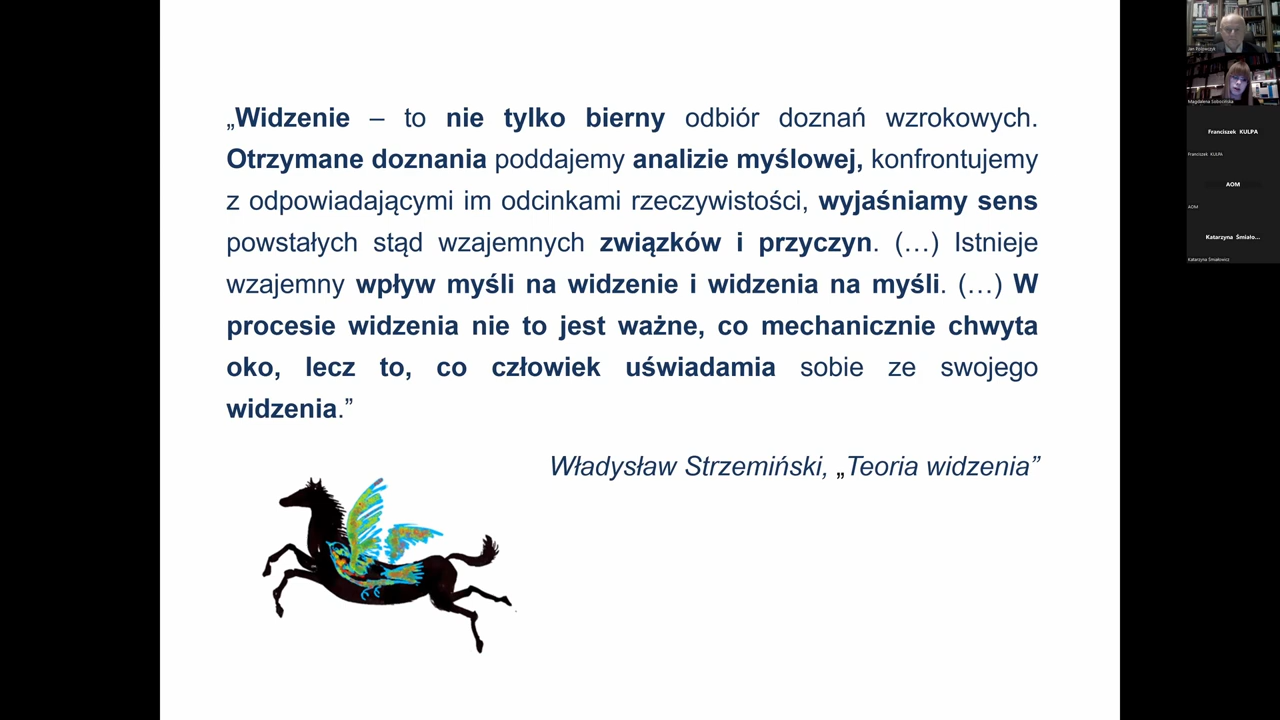 „Widzenie – to nie tylko bierny odbiór doznań wzrokowych.
Otrzymane doznania poddajemy analizie myślowej, konfrontujemy
z odpowiadającymi im odcinkami rzeczywistości, wyjaśniamy sens
powstałych stąd wzajemnych związków i przyczyn. (…) Istnieje
wzajemny wpływ myśli na widzenie i widzenia na myśli. (…) W
procesie widzenia nie to jest ważne, co mechanicznie chwyta
oko, lecz to, co człowiek uświadamia sobie ze swojego
widzenia.”
Władysław Strzemiński, „Teoria widzenia”
Magdalena Sobocińska
Franciszek KULPA
Franciszek KULPA
AOM
AOM
Katarzyna Śmiało...
Katarzyna Śmiałowicz